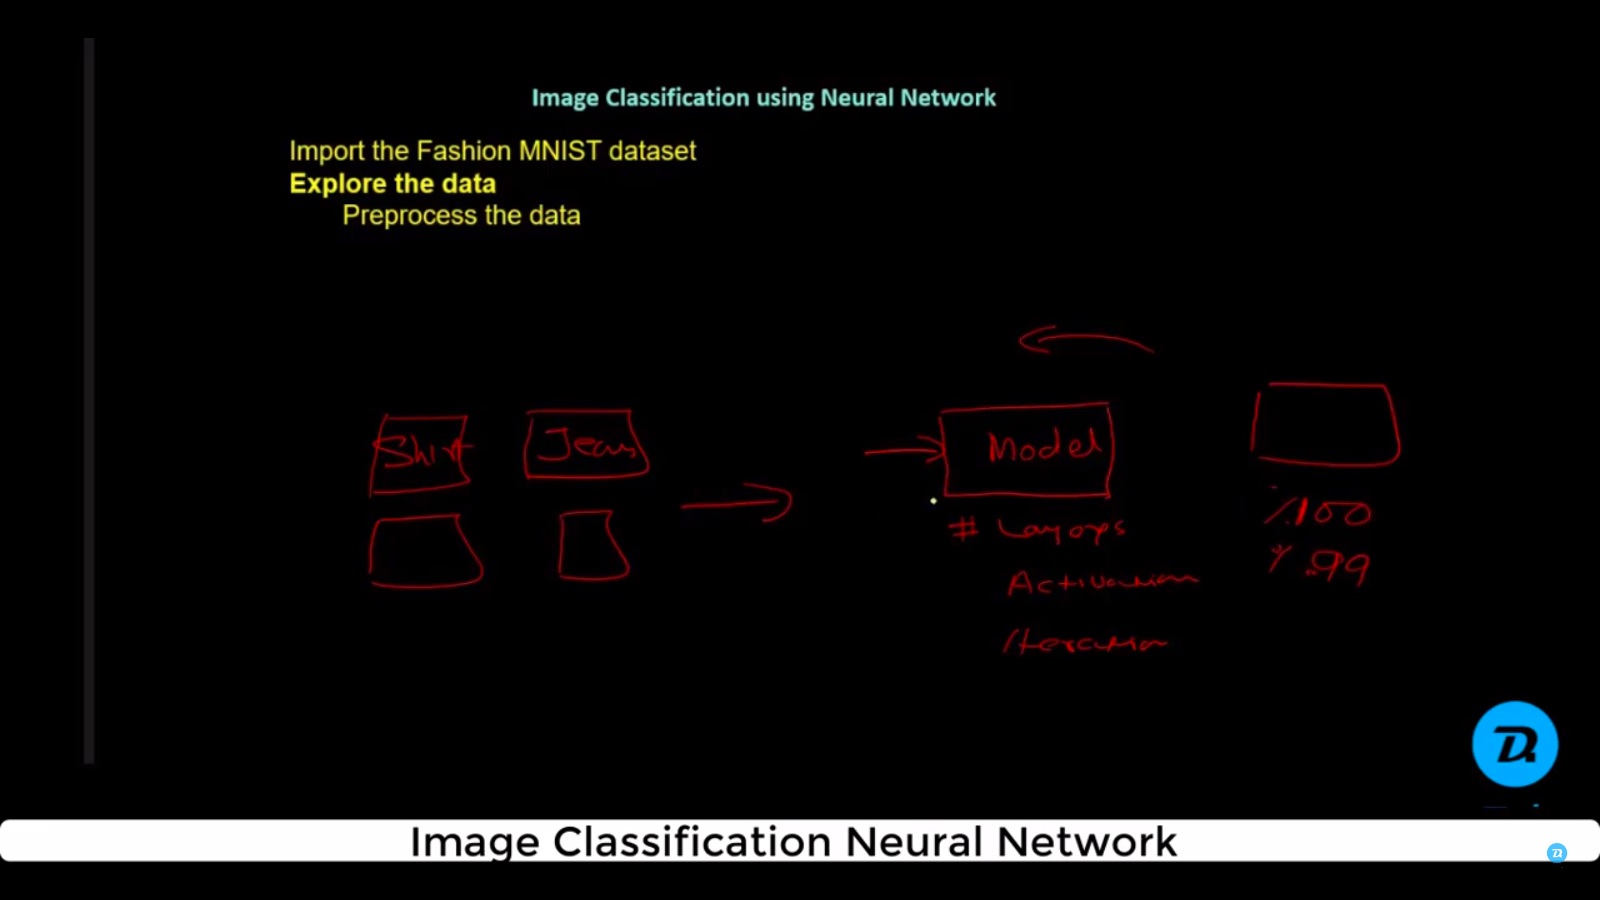 Image Classification using Neural Network
Import the Fashion MNIST dataset
Explore the data
Preprocess the data
Shirt
Jeans
Model
# Layers
Activation
Iteration
%100
%.99
Image Classification Neural Network